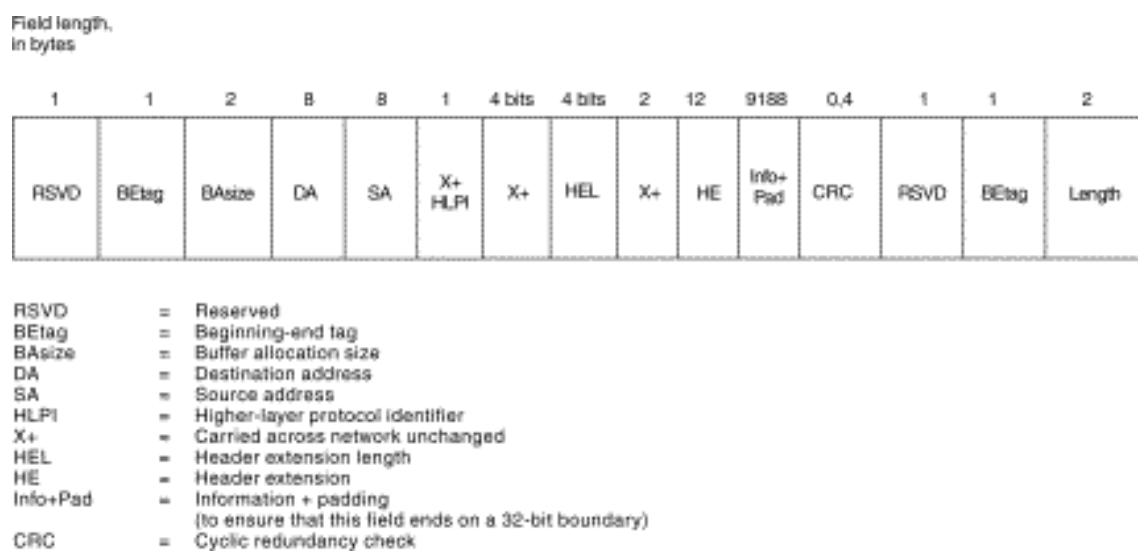 Field length,
in bytes
1 1 2 8 8 1 4 bits 4 bits 2 12 9188 0,4 1 1 2
RSVD BEtag BAsize DA SA X+ HLPI X+ HEL X+ HE Info+ Pad CRC RSVD BEtag Length
RSVD = Reserved
BEtag = Beginning-end tag
BAsize = Buffer allocation size
DA = Destination address
SA = Source address
HLPI = Higher-layer protocol identifier
X+ = Carried across network unchanged
HEL = Header extension length
HE = Header extension
Info+Pad = Information + padding
(to ensure that this field ends on a 32-bit boundary)
CRC = Cyclic redundancy check